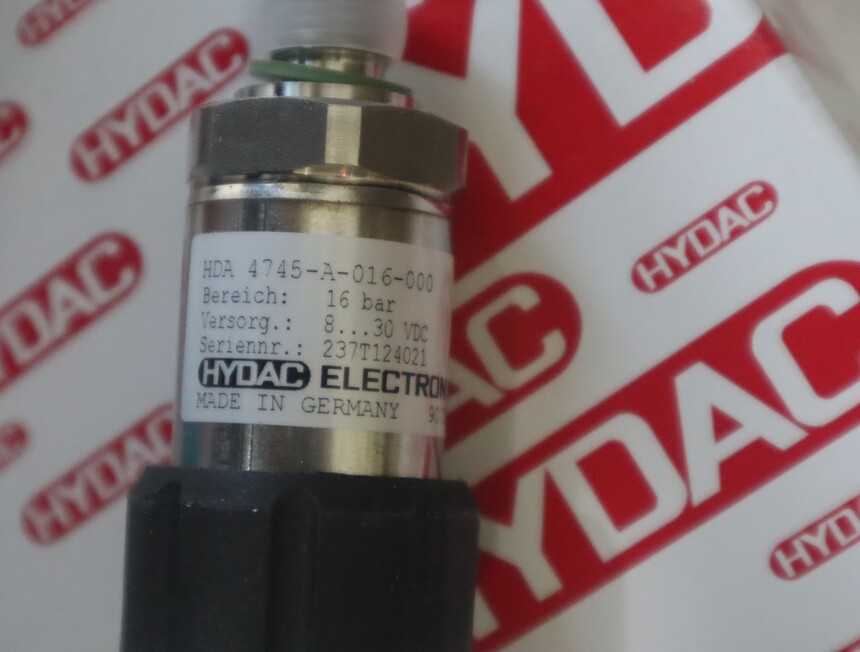 HYDAC
HYDAC
HYDAC
HDA 4745-A-016-000
Bereich: 16 bar
Versorg.: 8...30 VDC
Seriennr.: 237T124021
HYDAC ELECTRON
MADE IN GERMANY 90
HYDAC
HYDAC